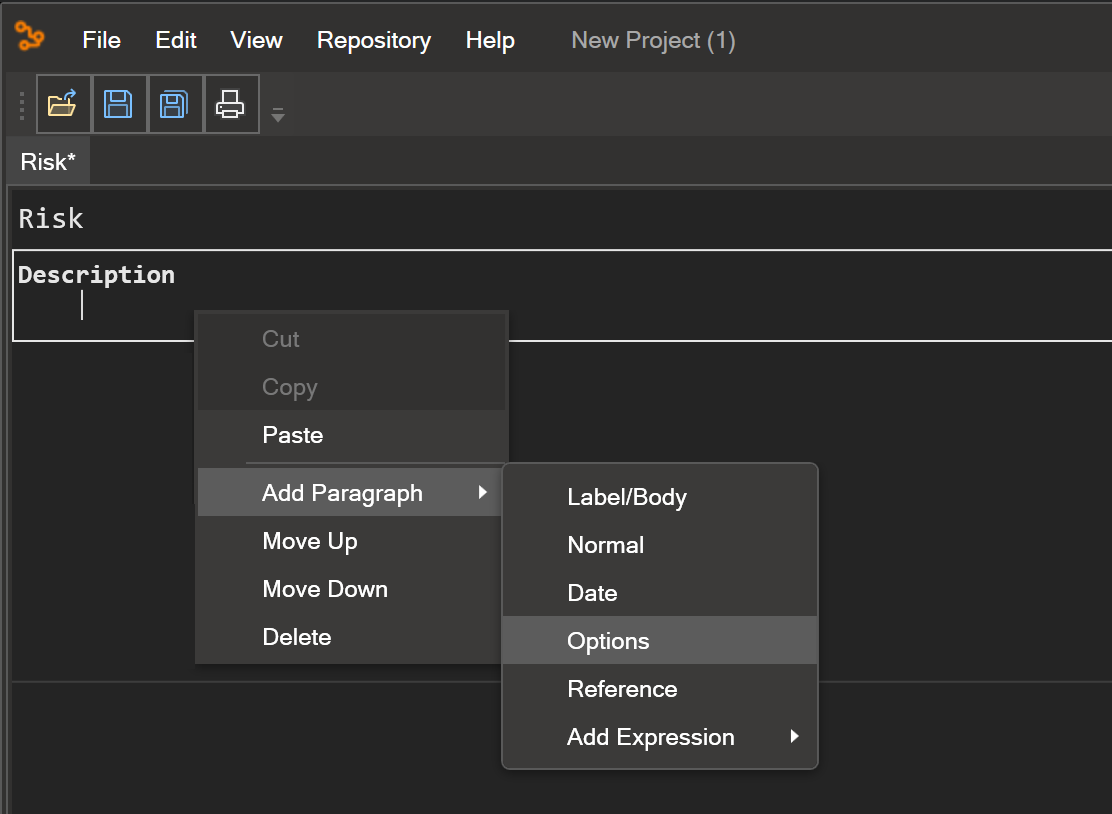 File Edit View Repository Help New Project (1)
Risk*
Risk
Description
Cut
Copy
Paste
Add Paragraph
Move Up
Move Down
Delete
Label/Body
Normal
Date
Options
Reference
Add Expression